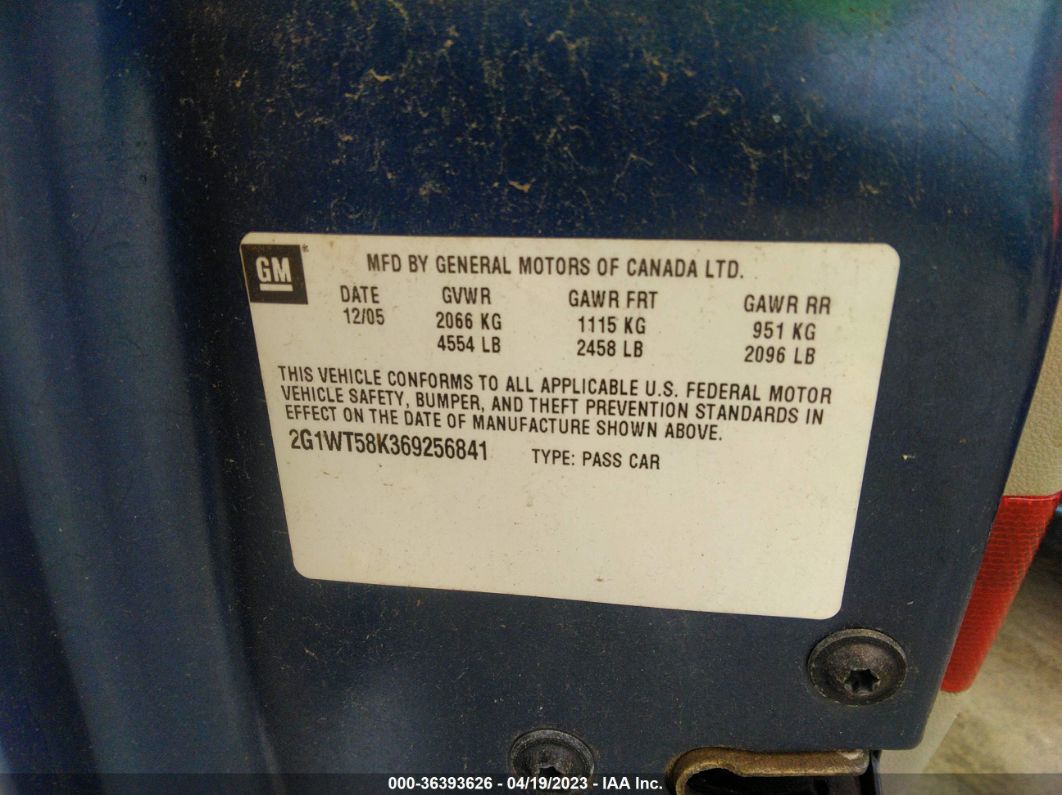 GM*
MFD BY GENERAL MOTORS OF CANADA LTD.
DATE GVWR GAWR FRT GAWR RR
12/05 2066 KG 1115 KG 951 KG
4554 LB 2458 LB 2096 LB
THIS VEHICLE CONFORMS TO ALL APPLICABLE U.S. FEDERAL MOTOR
VEHICLE SAFETY, BUMPER, AND THEFT PREVENTION STANDARDS IN
EFFECT ON THE DATE OF MANUFACTURE SHOWN ABOVE.
2G1WT58K369256841 TYPE: PASS CAR
000-36393626 - 04/19/2023 - IAA Inc.